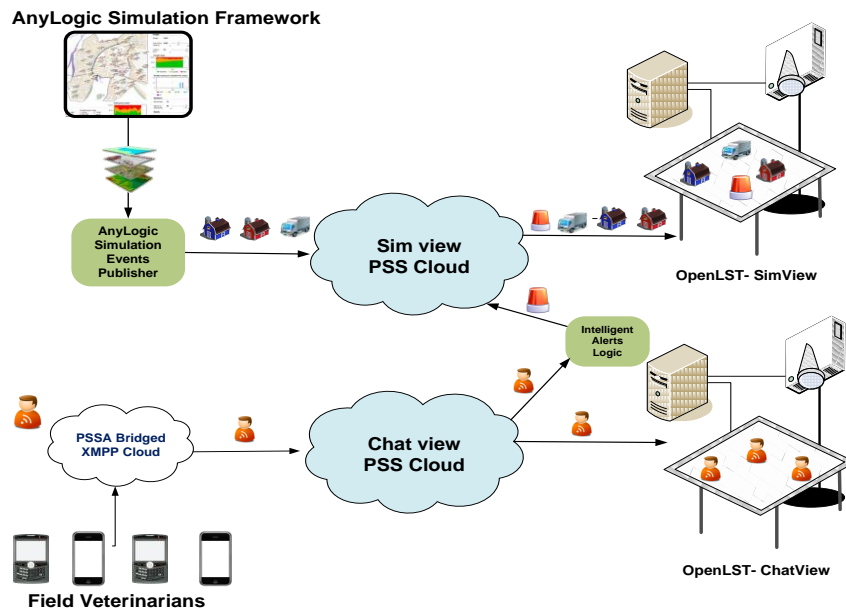 AnyLogic Simulation Framework
AnyLogic
Simulation
Events
Publisher
Sim view
PSS Cloud
OpenLST- SimView
Intelligent
Alerts
Logic
PSSA Bridged
XMPP Cloud
Chat view
PSS Cloud
OpenLST- ChatView
Field Veterinarians